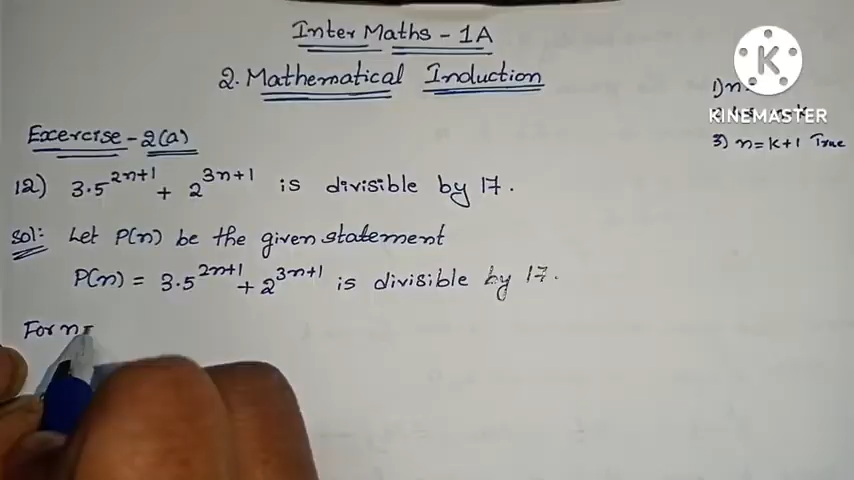 Inter Maths - 1A
2. Mathematical Induction
1) n=
KINEMASTER
3) n = k+1 True
Excercise - 2(a)
12) 3·5^{2n+1} + 2^{3n+1} is divisible by 17.
Sol: Let P(n) be the given statement
P(n) = 3·5^{2n+1} + 2^{3n+1} is divisible by 17.
For n=